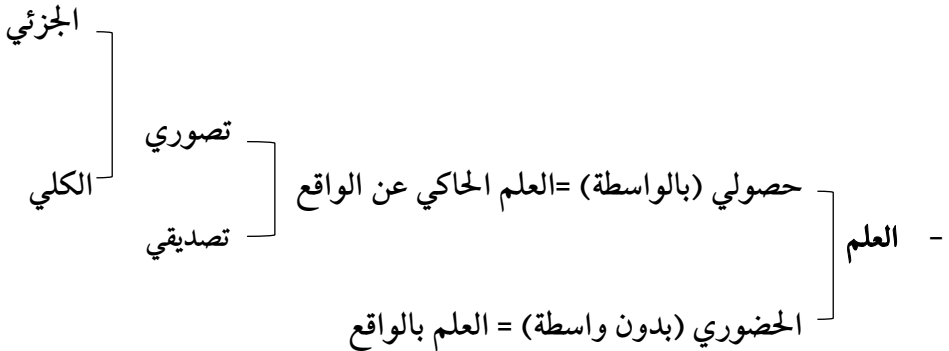 الجزئي
تصوري
حصولي (بالواسطة) =العلم الحاكي عن الواقع
الكلي
- العلم
تصديقي
الحضوري (بدون واسطة) = العلم بالواقع